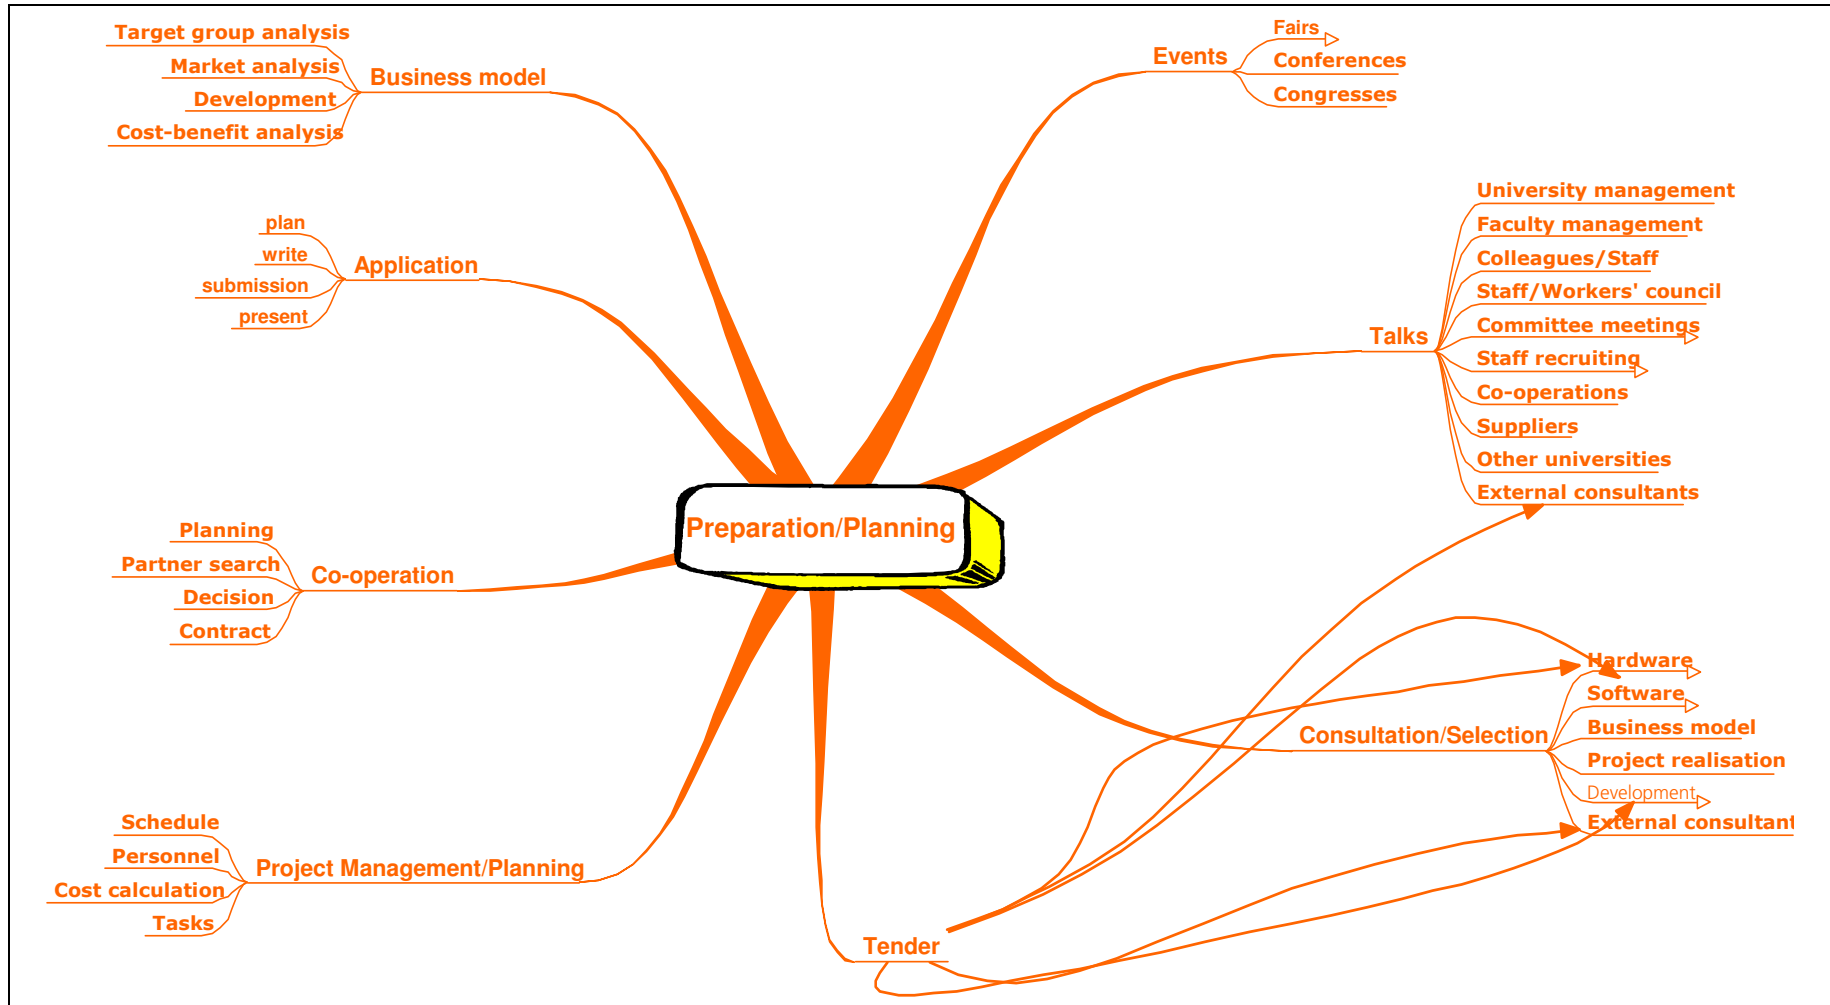 Target group analysis
Market analysis
Development
Cost-benefit analysis
Business model
plan
write
submission
present
Application
Planning
Partner search
Decision
Contract
Co-operation
Schedule
Personnel
Cost calculation
Tasks
Project Management/Planning
Preparation/Planning
Events
Fairs
Conferences
Congresses
Talks
University management
Faculty management
Colleagues/Staff
Staff/Workers' council
Committee meetings
Staff recruiting
Co-operations
Suppliers
Other universities
External consultants
Consultation/Selection
Hardware
Software
Business model
Project realisation
Development
External consultant
Tender